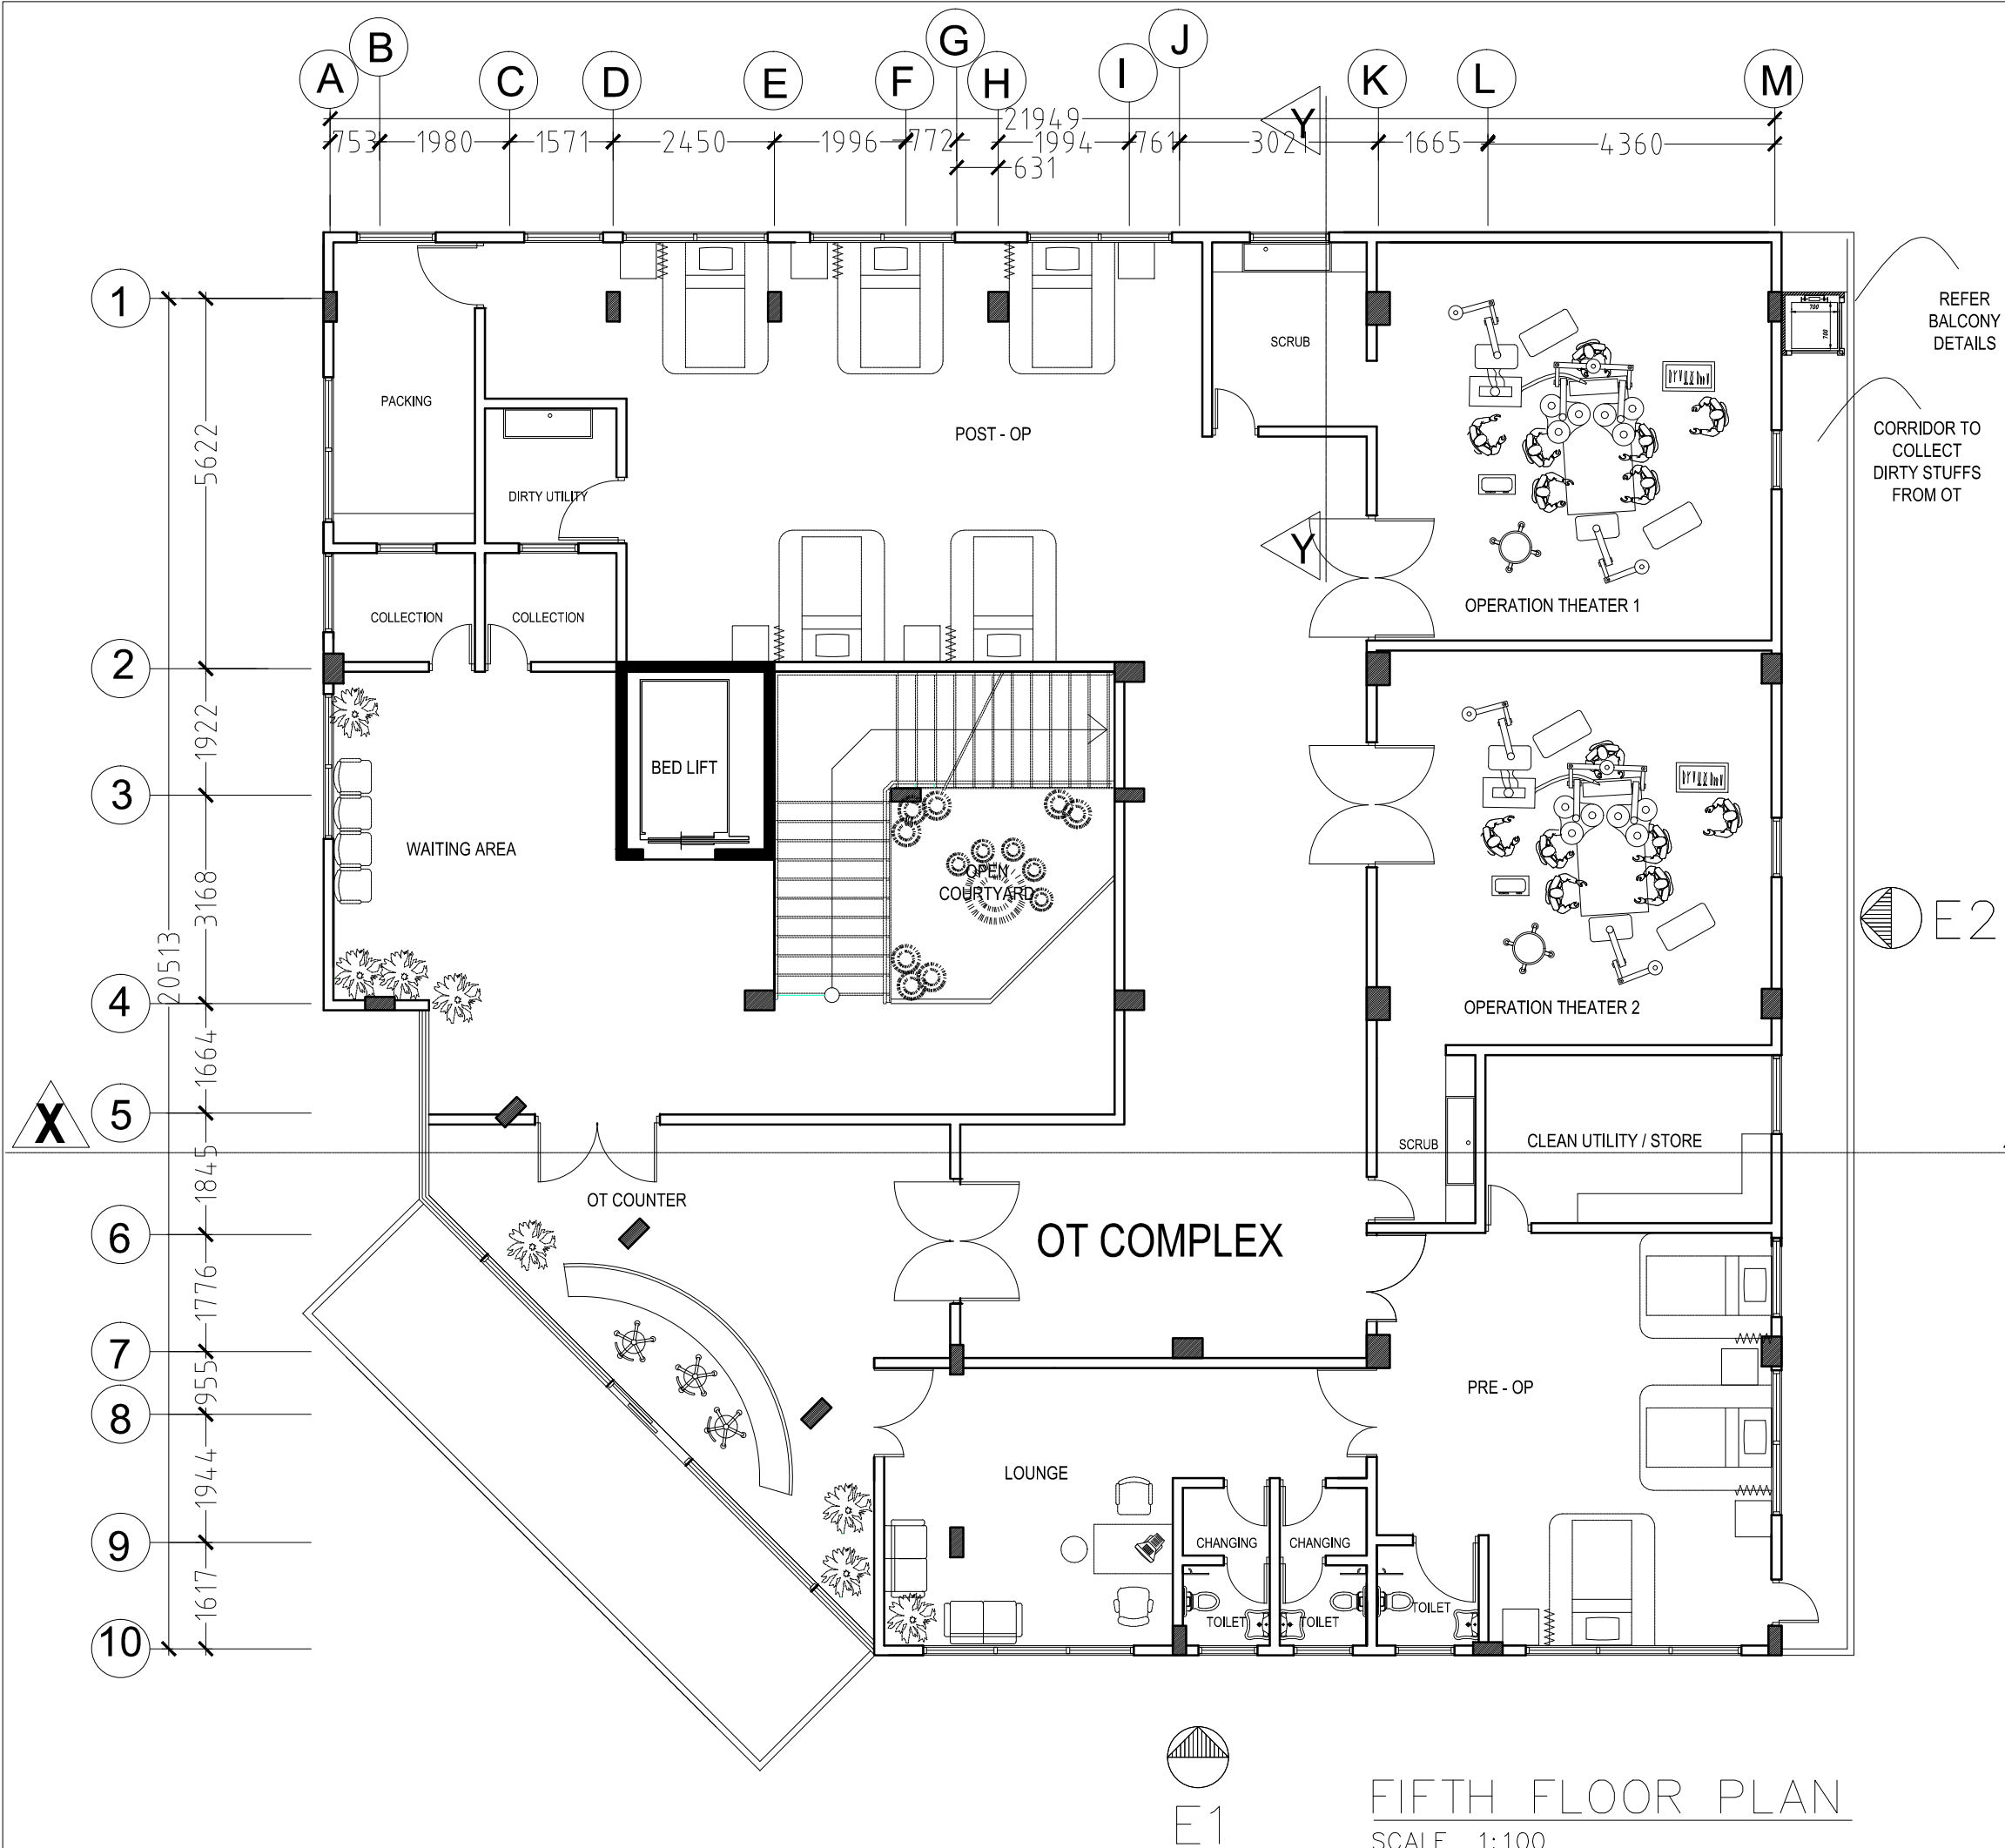 A
B
C
D
E
F
G
H
I
J
K
L
M
21949
753
1980
1571
2450
1996
772
631
1994
761
1665
4360
Y
1
2
3
4
5
6
7
8
9
10
20513
5622
1922
3168
1664
1845
1776
955
1944
1617
REFER
BALCONY
DETAILS
700
700
CORRIDOR TO
COLLECT
DIRTY STUFFS
FROM OT
SCRUB
PACKING
POST - OP
DIRTY UTILITY
Y
OPERATION THEATER 1
COLLECTION
COLLECTION
BED LIFT
WAITING AREA
OPEN
COURTYARD
E2
OPERATION THEATER 2
X
SCRUB
CLEAN UTILITY / STORE
OT COUNTER
OT COMPLEX
PRE - OP
LOUNGE
CHANGING
CHANGING
TOILET
TOILET
TOILET
E1
FIFTH FLOOR PLAN
SCALE 1:100